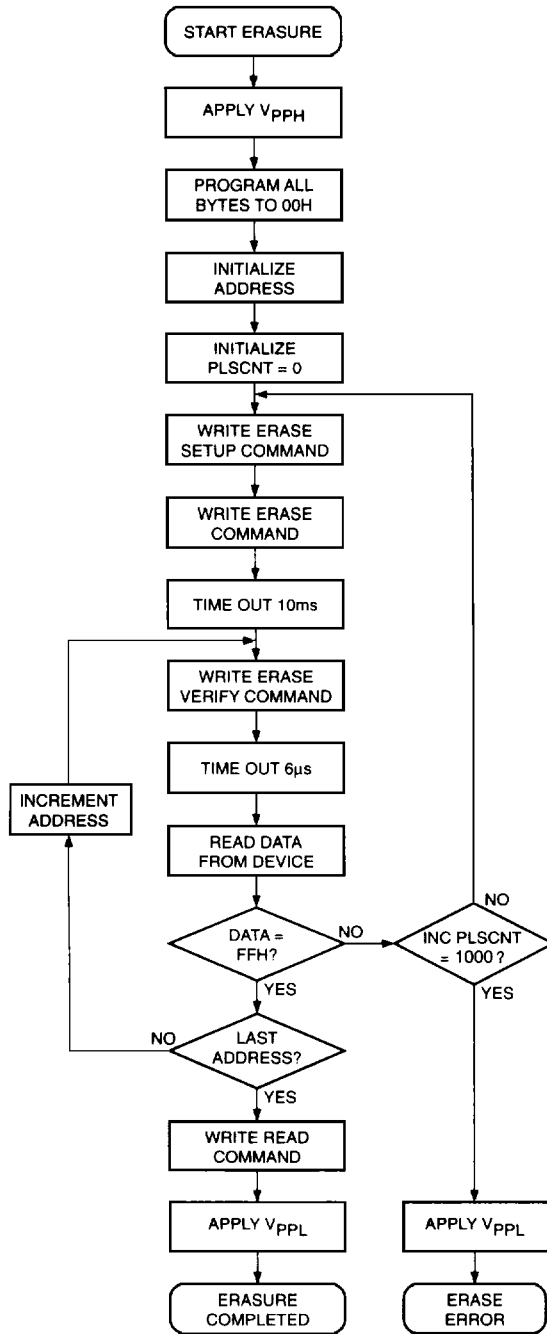 START ERASURE
APPLY VPPH
PROGRAM ALL
BYTES TO 00H
INITIALIZE
ADDRESS
INITIALIZE
PLSCNT = 0
WRITE ERASE
SETUP COMMAND
WRITE ERASE
COMMAND
TIME OUT 10ms
WRITE ERASE
VERIFY COMMAND
TIME OUT 6µs
INCREMENT
ADDRESS
READ DATA
FROM DEVICE
NO
DATA =
FFH?
NO
INC PLSCNT
= 1000 ?
YES
YES
NO
LAST
ADDRESS?
YES
WRITE READ
COMMAND
APPLY VPPL
APPLY VPPL
ERASURE
COMPLETED
ERASE
ERROR